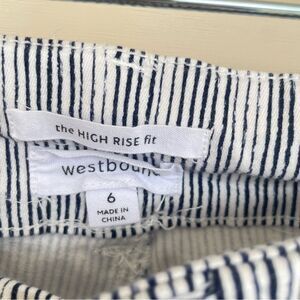 the HIGH RISE fit
westbound
6
MADE IN
CHINA